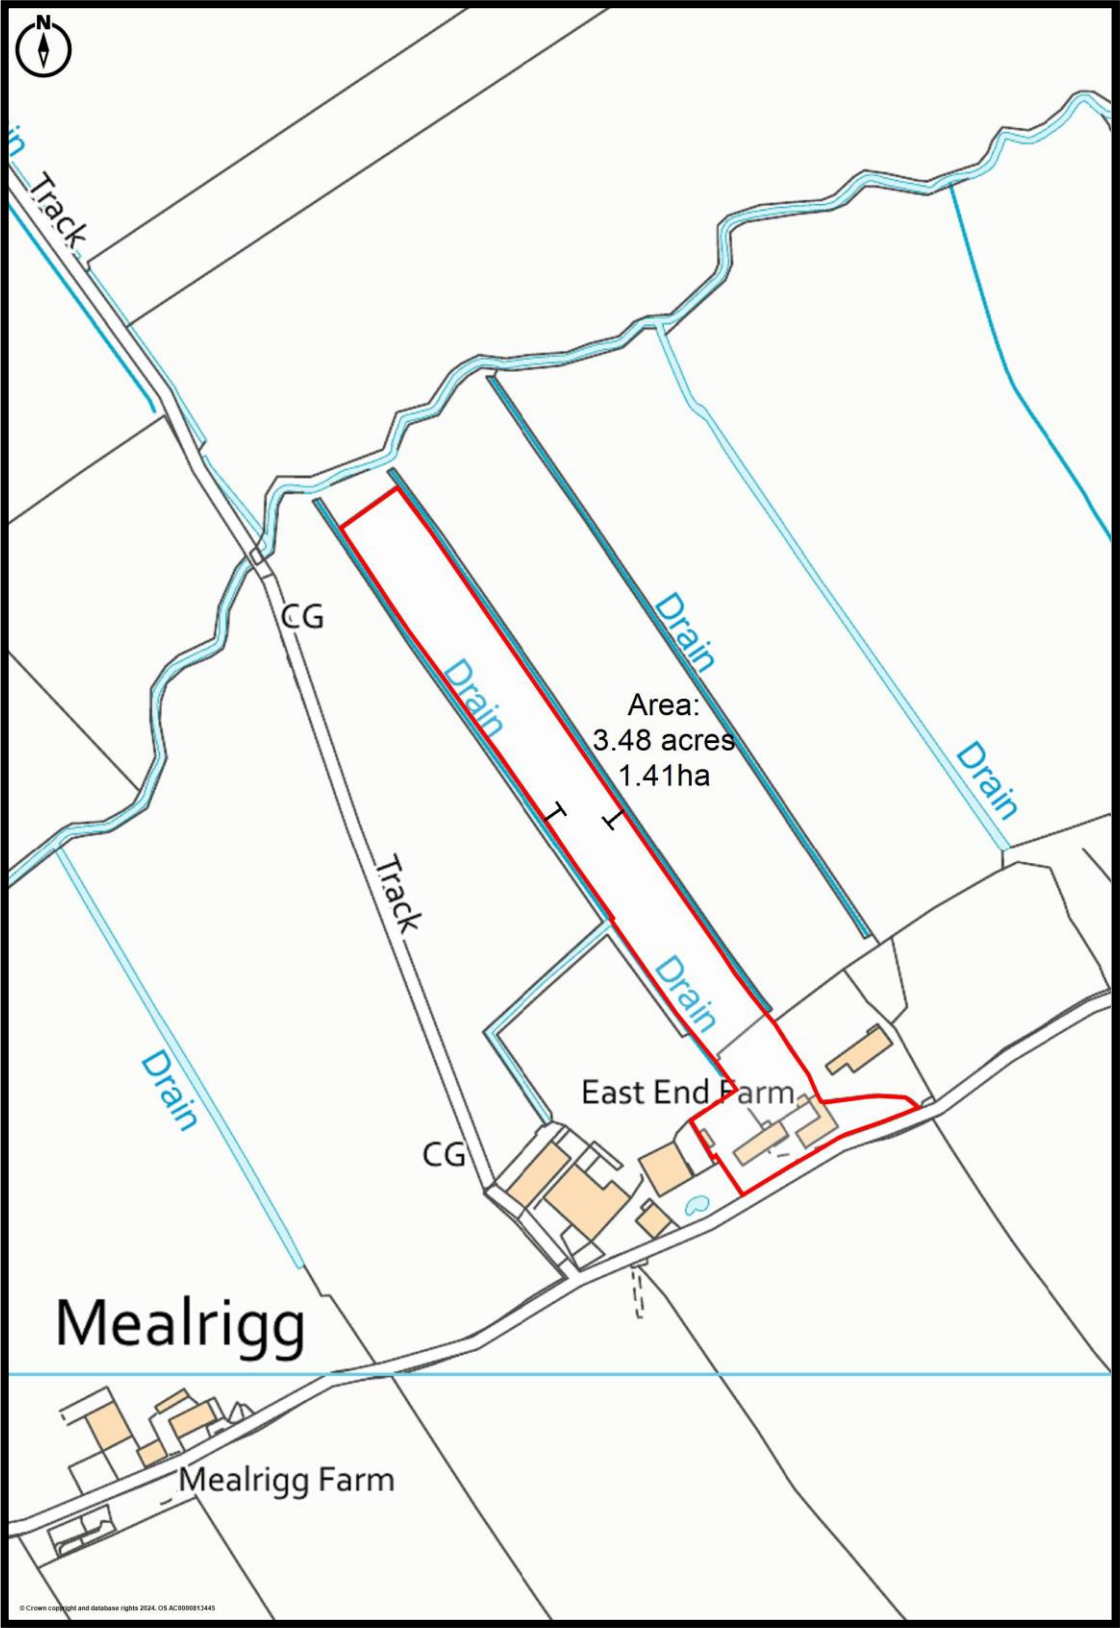 N
in
Track
CG
Drain
Drain
Area:
3.48 acres
1.41ha
Drain
Track
Drain
Drain
East End Farm
CG
Mealrigg
Mealrigg Farm
© Crown copyright and database rights 2024. OS AC0000813445